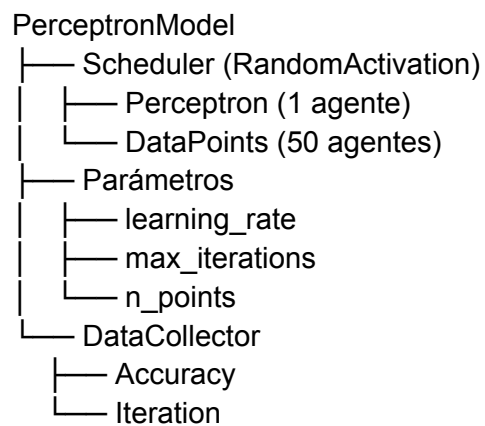 PerceptronModel
├── Scheduler (RandomActivation)
│   ├── Perceptron (1 agente)
│   └── DataPoints (50 agentes)
├── Parámetros
│   ├── learning_rate
│   ├── max_iterations
│   └── n_points
└── DataCollector
    ├── Accuracy
    └── Iteration